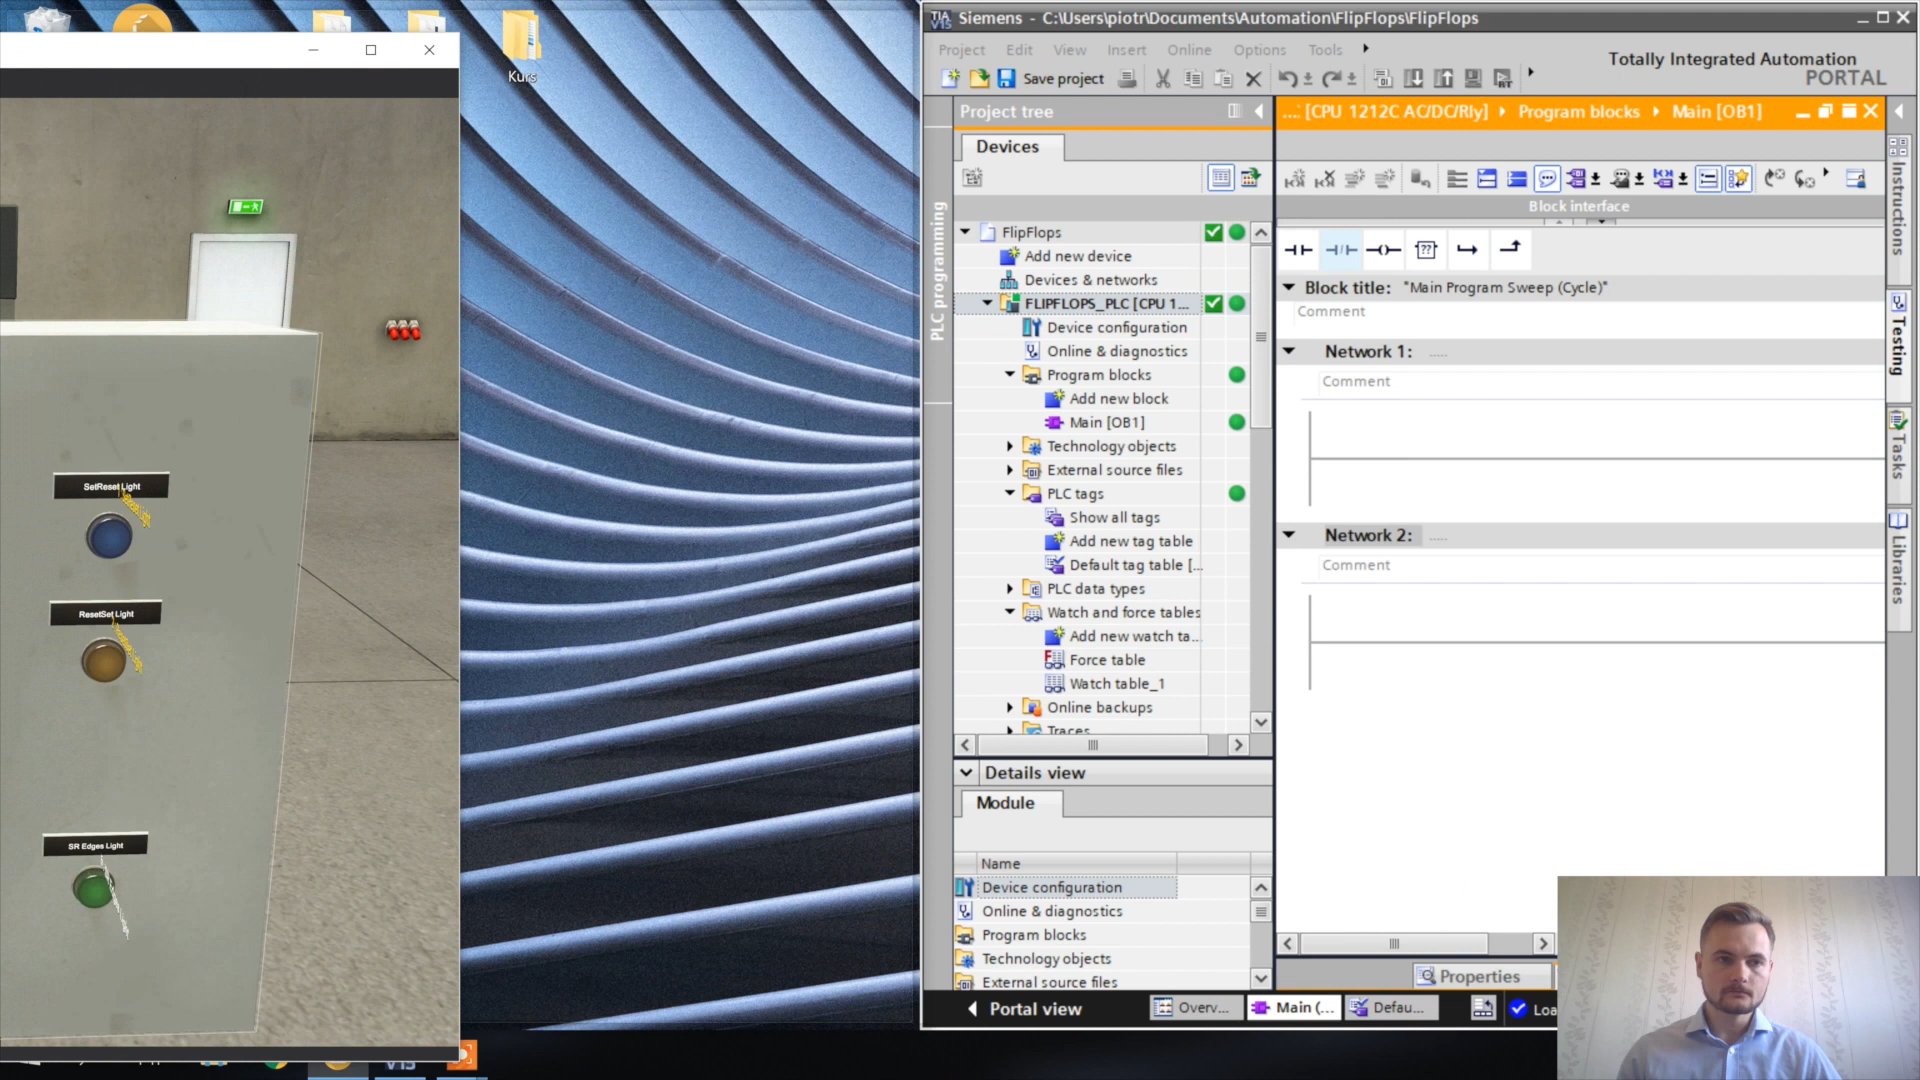 Kurs
SetReset Light
ResetSet Light
SR Edges Light
V15
TIA
V15
Siemens - C:\Users\piotr\Documents\Automation\FlipFlops\FlipFlops
Project Edit View Insert Online Options Tools
Totally Integrated Automation
PORTAL
Save project
Project tree
...: [CPU 1212C AC/DC/Rly] Program blocks Main [OB1]
Devices
PLC programming
Block interface
FlipFlops
Add new device
Devices & networks
FLIPFLOPS_PLC [CPU 1...
Device configuration
Online & diagnostics
Program blocks
Add new block
Main [OB1]
Technology objects
External source files
PLC tags
Show all tags
Add new tag table
Default tag table [...
PLC data types
Watch and force tables
Add new watch ta...
Force table
Watch table_1
Online backups
Traces
Details view
Module
Name
Device configuration
Online & diagnostics
Program blocks
Technology objects
External source files
??
Block title: "Main Program Sweep (Cycle)"
Comment
Network 1: .....
Comment
Network 2: .....
Comment
Instructions
Testing
Tasks
Libraries
Properties
Portal view
Overv...
Main (...
Defau...
Loa